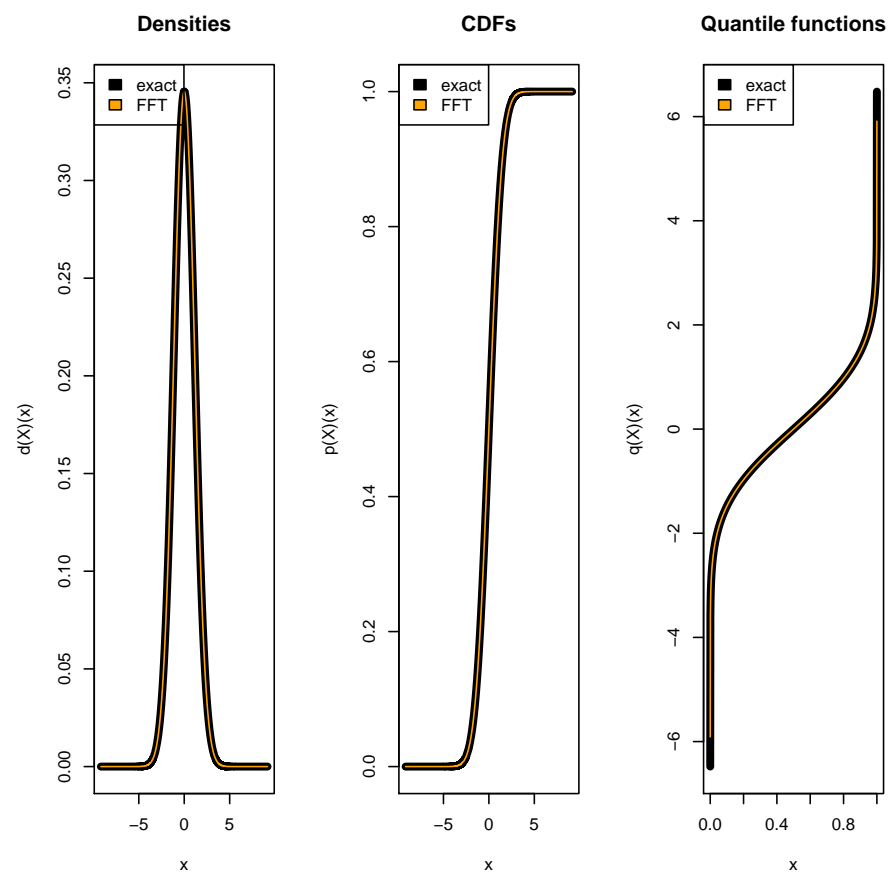 Densities
exact
FFT
0.35
0.30
0.25
0.20
0.15
0.10
0.05
0.00
d(X)(x)
−5 0 5
x
CDFs
exact
FFT
1.0
0.8
0.6
0.4
0.2
0.0
p(X)(x)
−5 0 5
x
Quantile functions
exact
FFT
6
4
2
0
−2
−4
−6
q(X)(x)
0.0 0.4 0.8
x